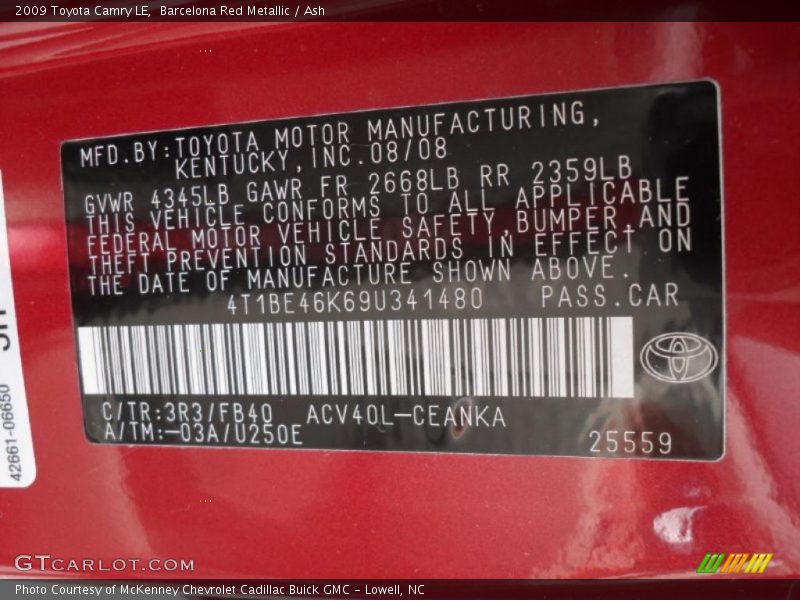 2009 Toyota Camry LE, Barcelona Red Metallic / Ash
MFD.BY:TOYOTA MOTOR MANUFACTURING,
KENTUCKY,INC.08/08
GVWR 4345LB GAWR FR 2668LB RR 2359LB
THIS VEHICLE CONFORMS TO ALL APPLICABLE
FEDERAL MOTOR VEHICLE SAFETY,BUMPER,AND
THEFT PREVENTION STANDARDS IN EFFECT ON
THE DATE OF MANUFACTURE SHOWN ABOVE.
4T1BE46K69U341480 PASS.CAR
C/TR:3R3/FB40 ACV40L-CEANKA
A/TM:-03A/U250E
25559
42661-06650
GTCARLOT.COM
Photo Courtesy of McKenney Chevrolet Cadillac Buick GMC - Lowell, NC